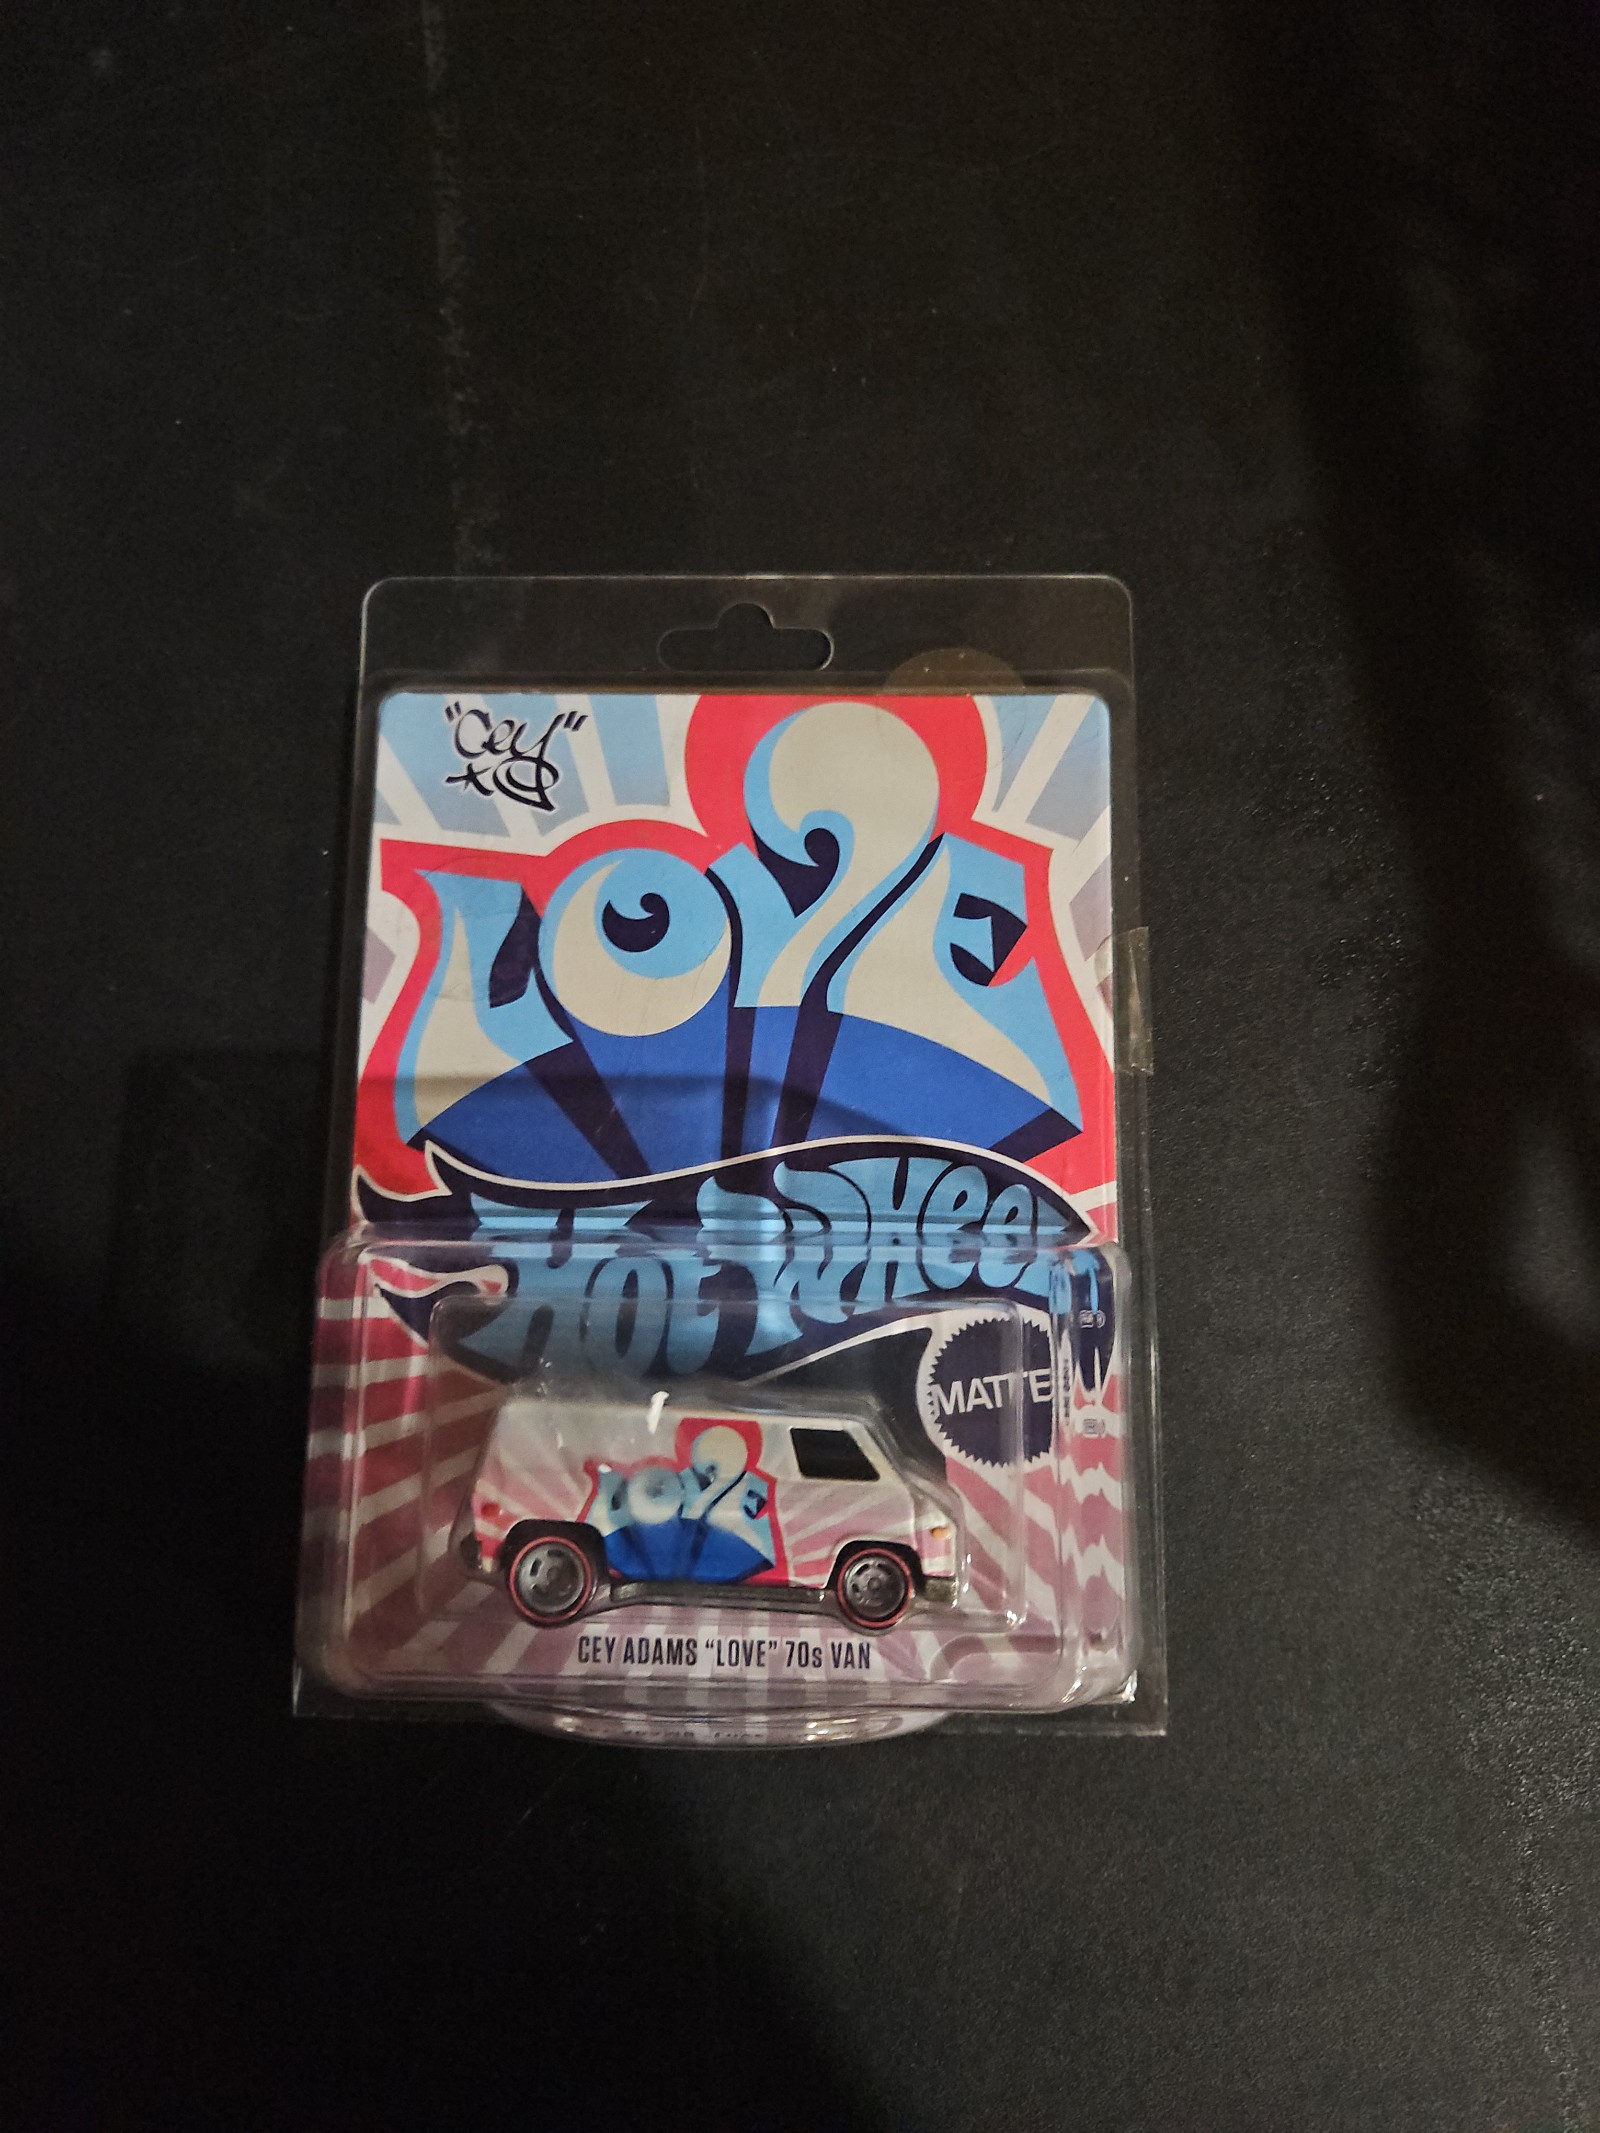 "Cey"
LOVE
Hot Wheels
MATTEL
LOVE
CEY ADAMS “LOVE” 70s VAN